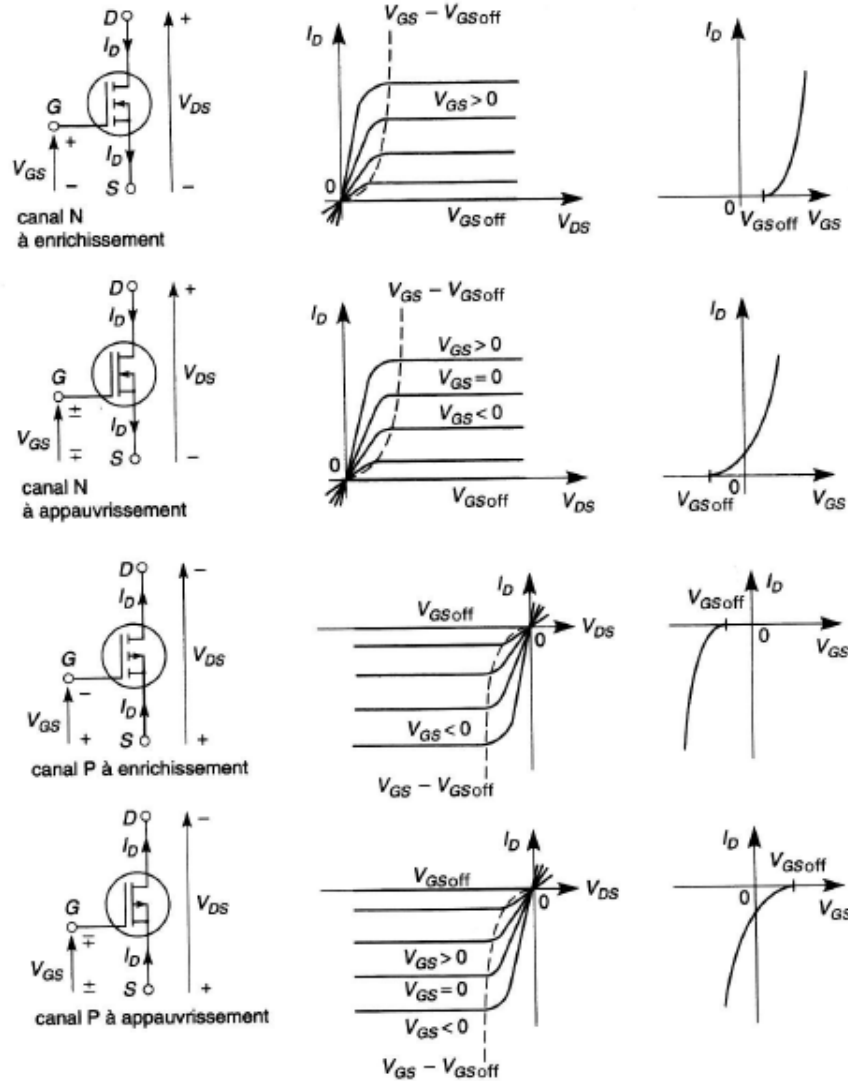 D
+
I_D
G
V_DS
+
I_D
V_GS
−
S
−
canal N
à enrichissement
I_D
V_GS − V_GSoff
V_GS > 0
0
V_GSoff
V_DS
I_D
0
V_GSoff
V_GS
D
+
I_D
G
V_DS
±
I_D
V_GS
∓
S
−
canal N
à appauvrissement
V_GS − V_GSoff
I_D
V_GS > 0
V_GS = 0
V_GS < 0
0
V_GSoff
V_DS
I_D
0
V_GSoff
V_GS
D
−
I_D
G
V_DS
−
I_D
V_GS
+
S
+
canal P à enrichissement
I_D
V_GSoff
V_DS
0
V_GS < 0
V_GS − V_GSoff
V_GSoff
I_D
0
V_GS
D
−
I_D
G
V_DS
∓
I_D
V_GS
±
S
+
canal P à appauvrissement
I_D
V_GSoff
V_DS
0
V_GS > 0
V_GS = 0
V_GS < 0
V_GS − V_GSoff
I_D
V_GSoff
0
V_GS